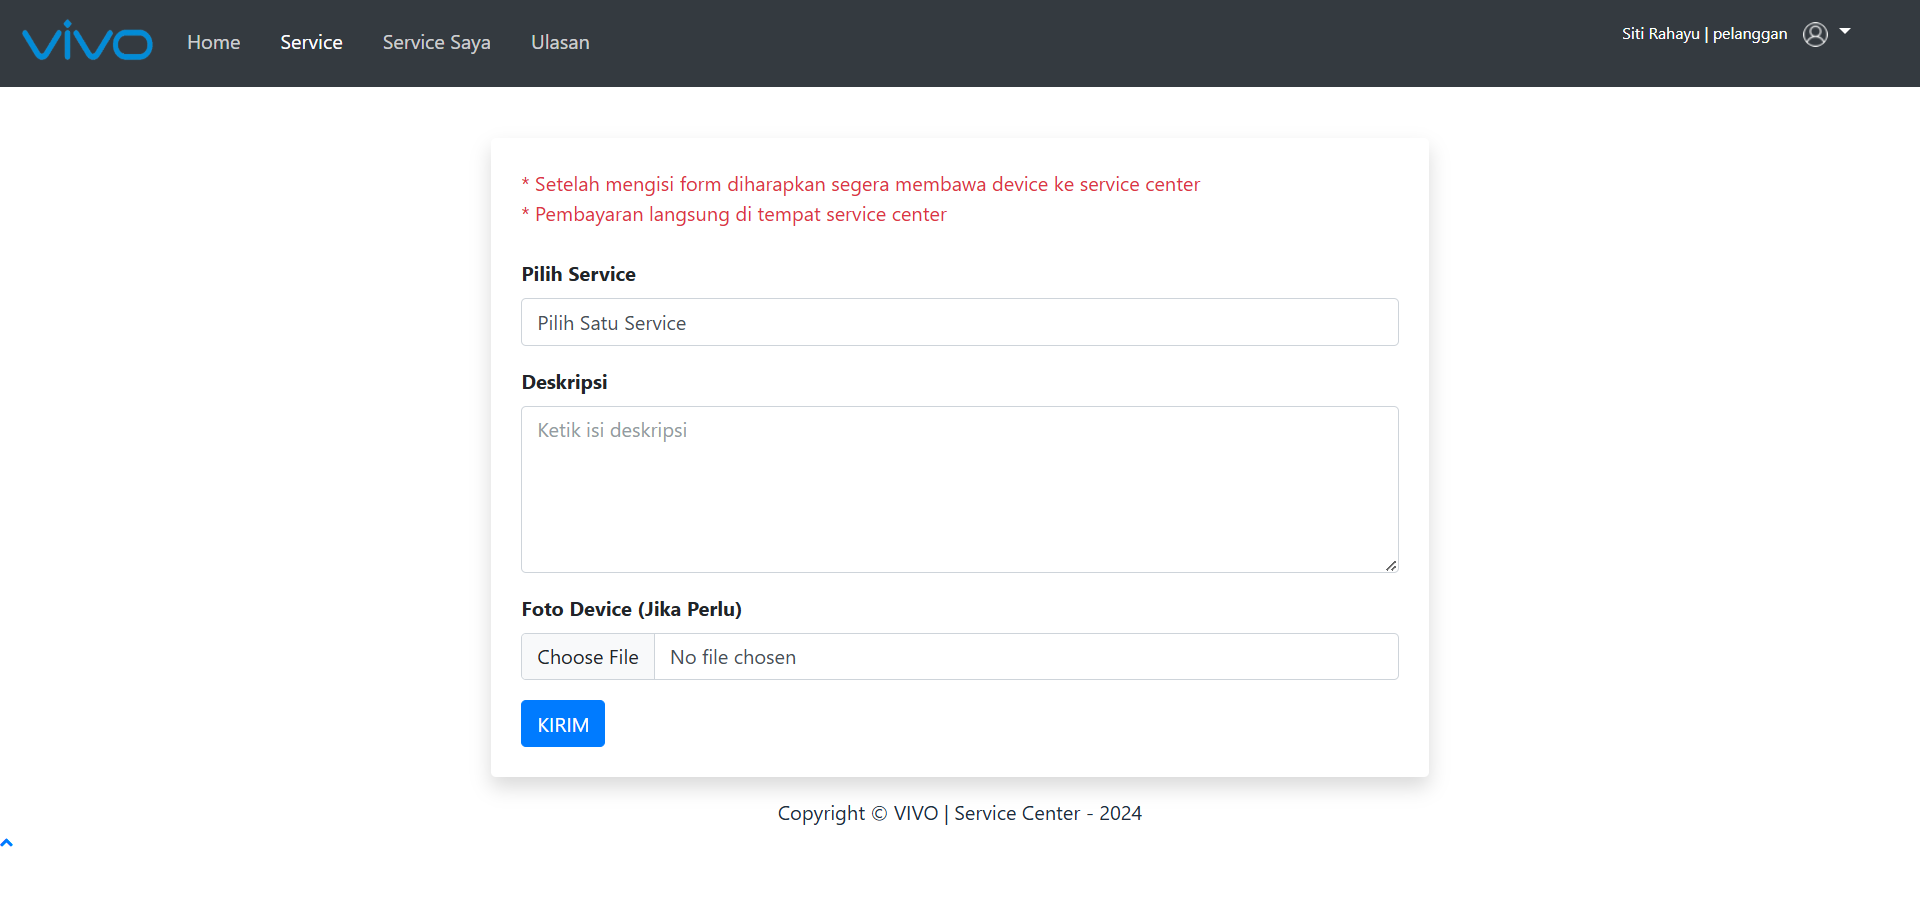 vivo
Home
Service
Service Saya
Ulasan
Siti Rahayu | pelanggan
* Setelah mengisi form diharapkan segera membawa device ke service center
* Pembayaran langsung di tempat service center
Pilih Service
Pilih Satu Service
Deskripsi
Ketik isi deskripsi
Foto Device (Jika Perlu)
Choose File
No file chosen
KIRIM
Copyright © VIVO | Service Center - 2024